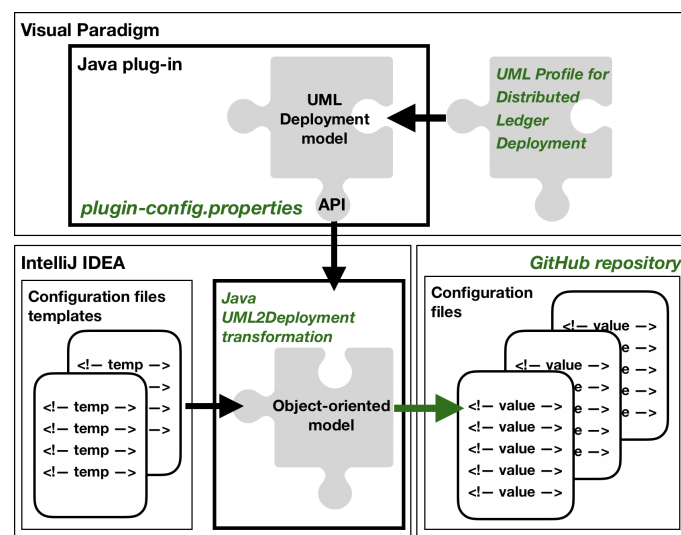 Visual Paradigm
Java plug-in
UML
Deployment
model
UML Profile for
Distributed
Ledger
Deployment
plugin-config.properties
API
IntelliJ IDEA
Configuration files
templates
<!— temp —>
—>
—>
—>
<!— temp —>
<!— temp —>
<!— temp —>
<!— temp —>
Java
UML2Deployment
transformation
Object-oriented
model
GitHub repository
Configuration
files
<!— value —>
e —>
e —>
e —>
e —>
<!— value —>
e —>
e —>
e —>
e —>
<!— value —>
<!— value —>
<!— value —>
<!— value —>
<!— value —>